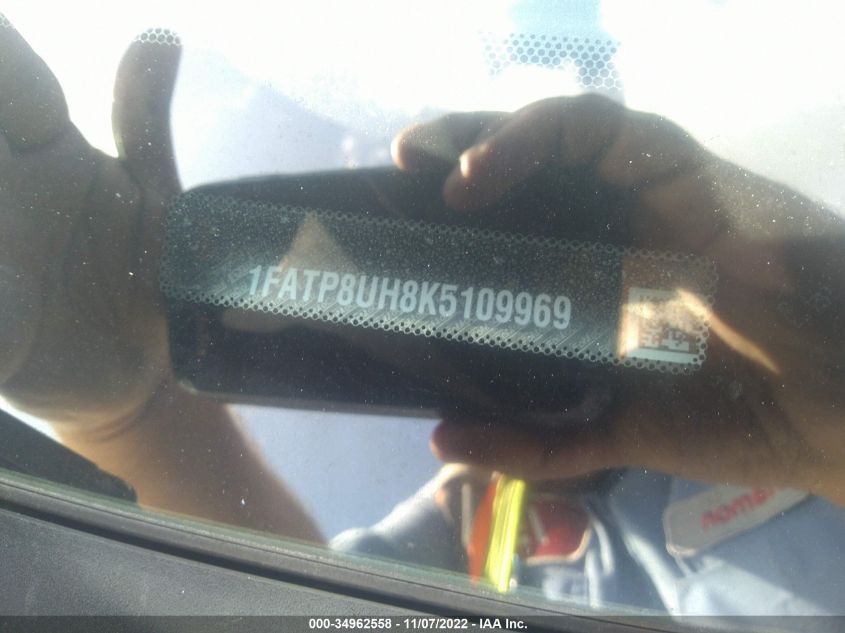 1FATP8UH8K5109969
000-34962558 - 11/07/2022 - IAA Inc.